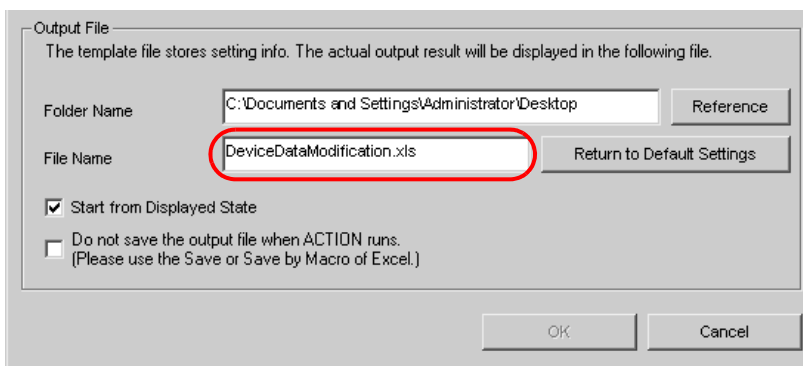 Output File
The template file stores setting info. The actual output result will be displayed in the following file.
Folder Name
C:\Documents and Settings\Administrator\Desktop
Reference
File Name
DeviceDataModification.xls
Return to Default Settings
Start from Displayed State
Do not save the output file when ACTION runs.
(Please use the Save or Save by Macro of Excel.)
OK
Cancel